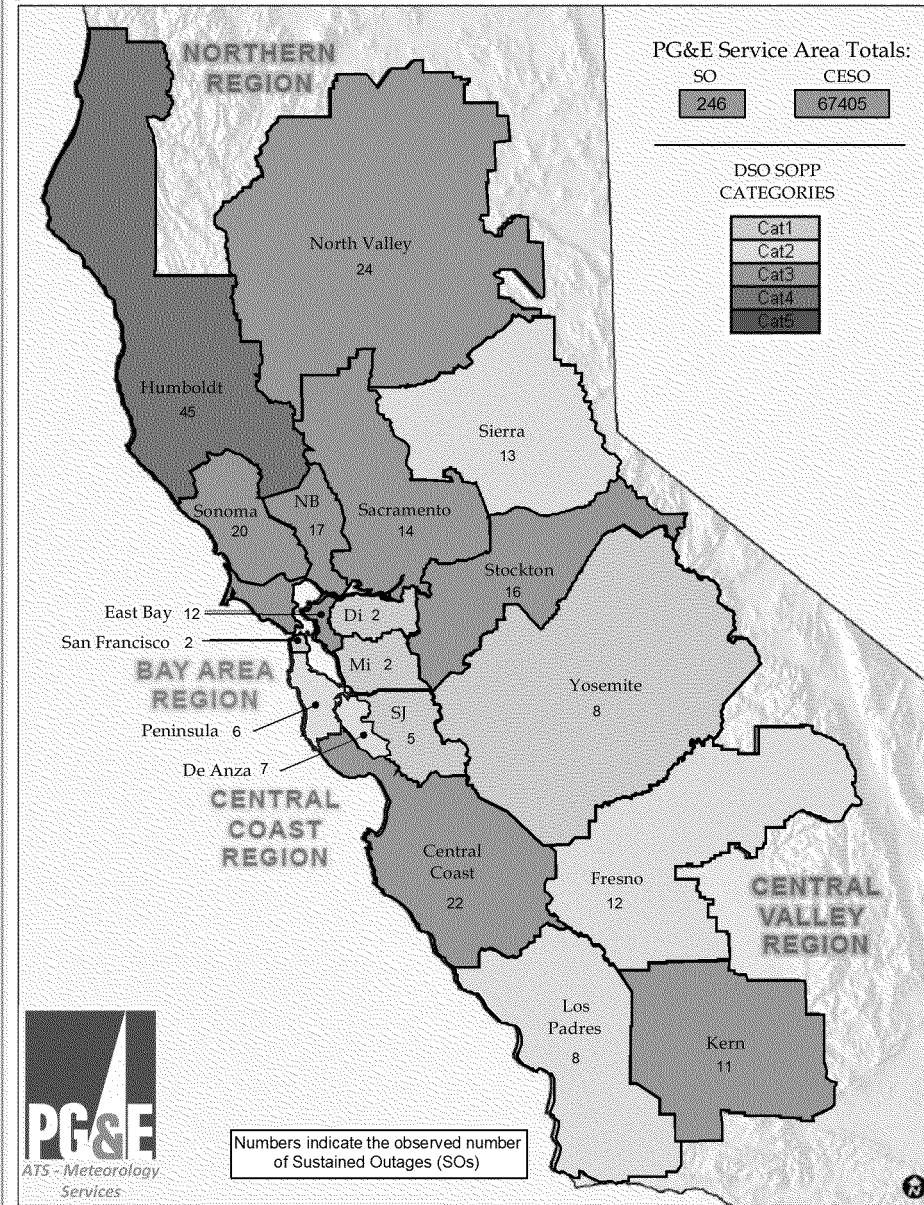 NORTHERN
REGION
PG&E Service Area Totals:
SO CESO
246 67405
DSO SOPP
CATEGORIES
Cat1
Cat2
Cat3
Cat4
Cat5
North Valley
24
Humboldt
45
Sierra
13
Sonoma
20
NB
17
Sacramento
14
Stockton
16
East Bay 12
Di 2
San Francisco 2
Mi 2
BAY AREA
REGION
Yosemite
8
Peninsula 6
SJ
5
De Anza 7
CENTRAL
COAST
REGION
Central
Coast
22
Fresno
12
CENTRAL
VALLEY
REGION
Los
Padres
8
Kern
11
PG&E
ATS - Meteorology
Services
Numbers indicate the observed number
of Sustained Outages (SOs)